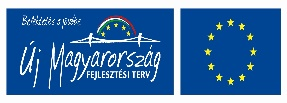 Befektetés a jövőbe
Új Magyarország
FEJLESZTÉSI TERV